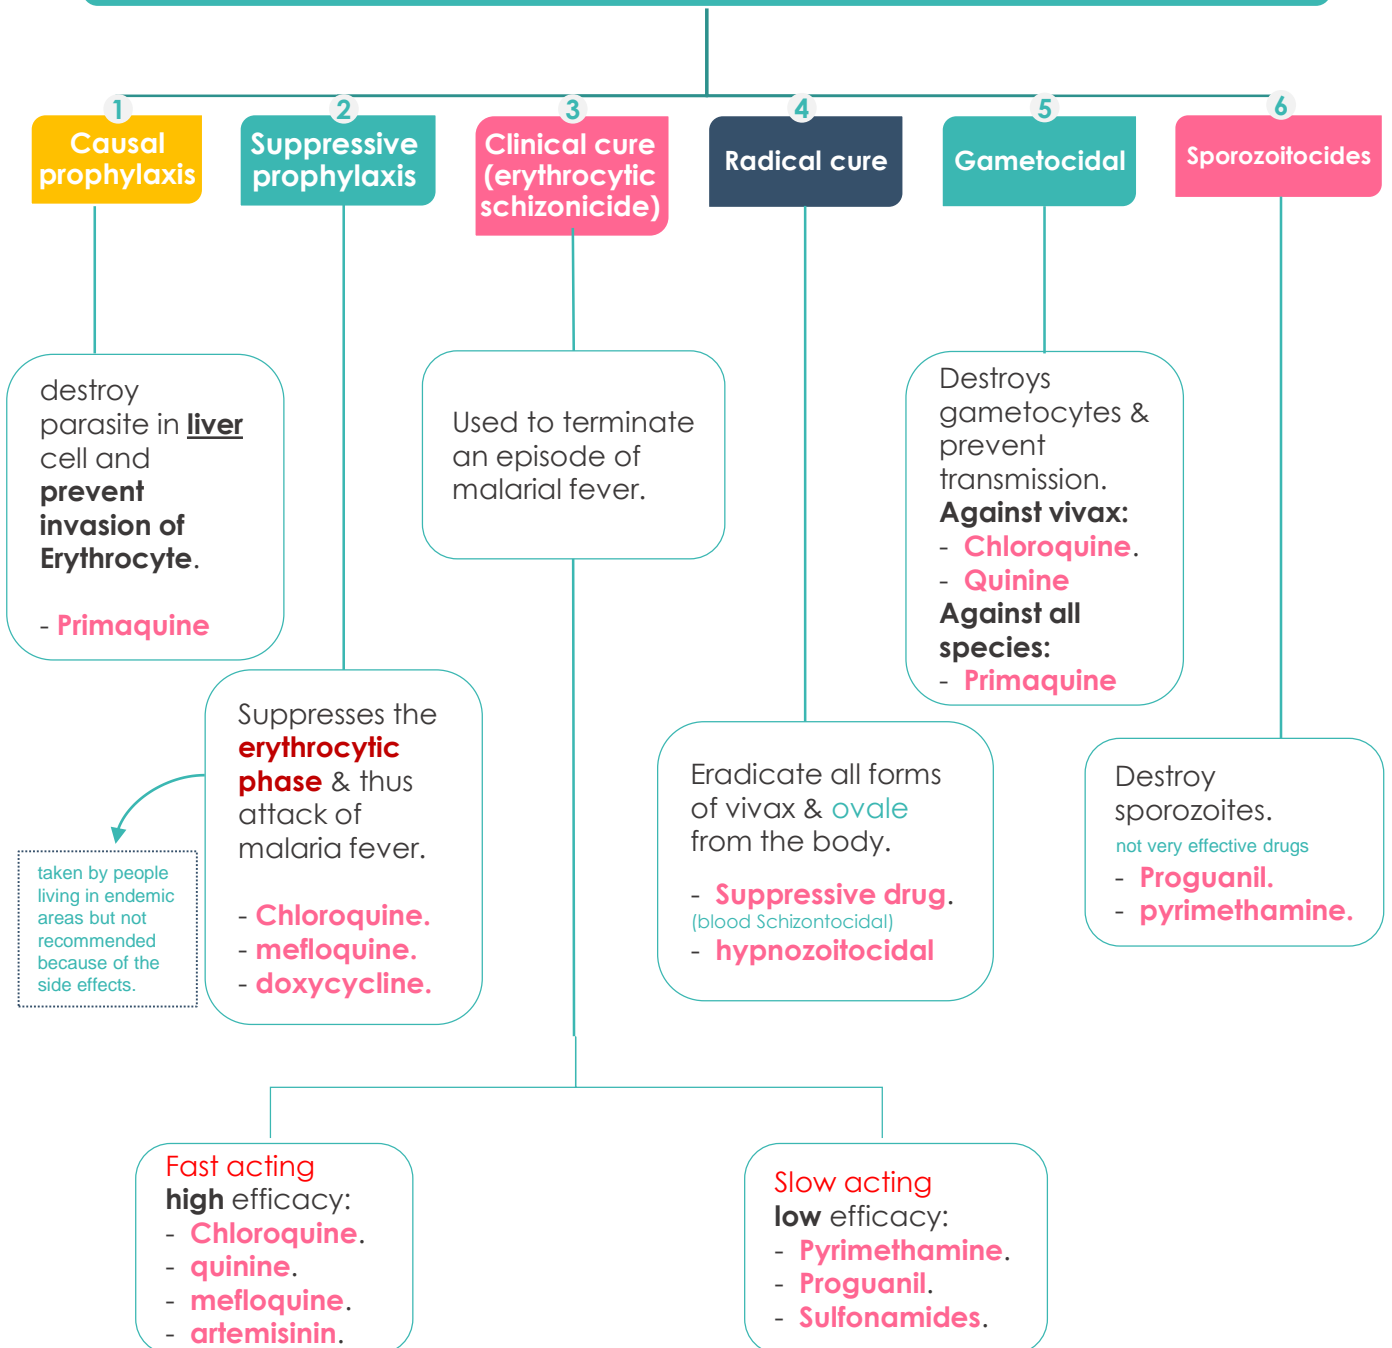 1
Causal
prophylaxis
2
Suppressive
prophylaxis
3
Clinical cure
(erythrocytic
schizonicide)
4
Radical cure
5
Gametocidal
6
Sporozoitocides
destroy
parasite in liver
cell and
prevent
invasion of
Erythrocyte.
- Primaquine
Suppresses the
erythrocytic
phase & thus
attack of
malaria fever.
- Chloroquine.
- mefloquine.
- doxycycline.
taken by people
living in endemic
areas but not
recommended
because of the
side effects.
Used to terminate
an episode of
malarial fever.
Eradicate all forms
of vivax & ovale
from the body.
- Suppressive drug.
(blood Schizontocidal)
- hypnozoitocidal
Destroys
gametocytes &
prevent
transmission.
Against vivax:
- Chloroquine.
- Quinine
Against all
species:
- Primaquine
Destroy
sporozoites.
not very effective drugs
- Proguanil.
- pyrimethamine.
Fast acting
high efficacy:
- Chloroquine.
- quinine.
- mefloquine.
- artemisinin.
Slow acting
low efficacy:
- Pyrimethamine.
- Proguanil.
- Sulfonamides.